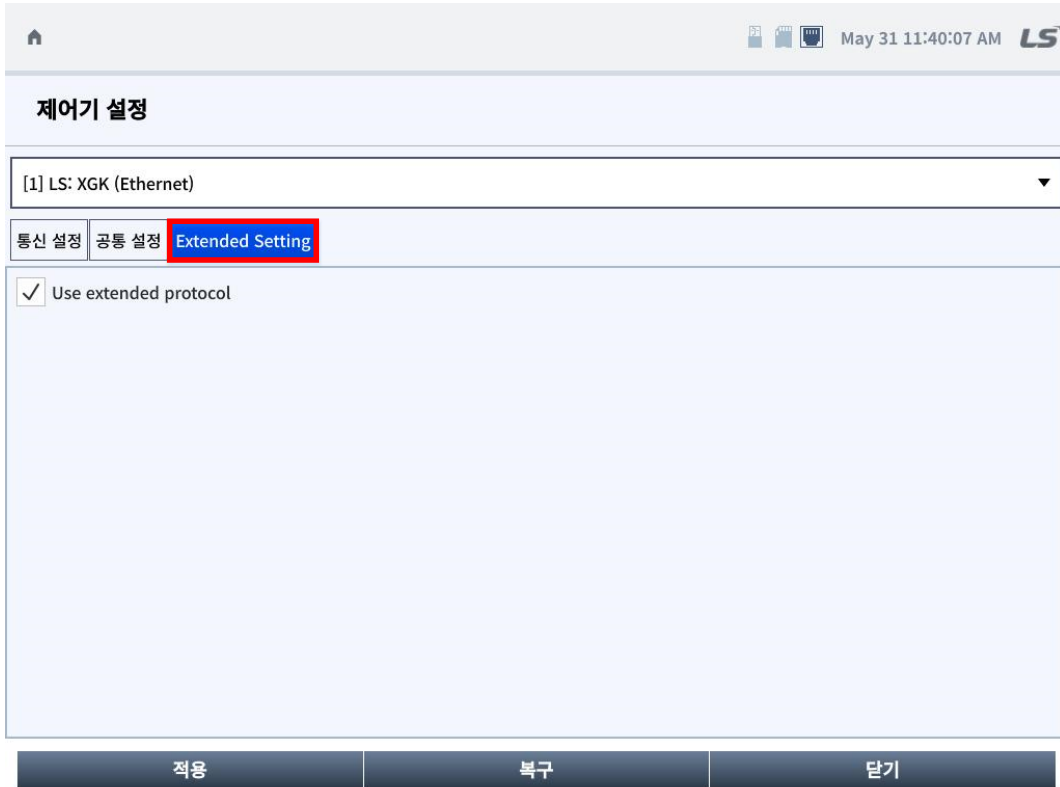 May 31 11:40:07 AM LS
제어기 설정
[1] LS: XGK (Ethernet)
통신 설정 공통 설정 Extended Setting
Use extended protocol
적용 복구 닫기